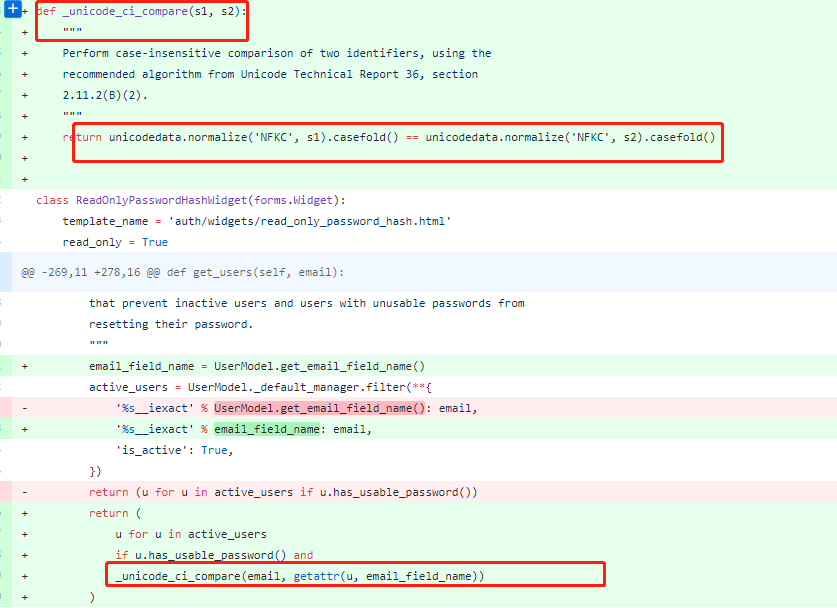 + def _unicode_ci_compare(s1, s2):
+ """
+ Perform case-insensitive comparison of two identifiers, using the
+ recommended algorithm from Unicode Technical Report 36, section
+ 2.11.2(B)(2).
+ """
+ return unicodedata.normalize('NFKC', s1).casefold() == unicodedata.normalize('NFKC', s2).casefold()
+
+
class ReadOnlyPasswordHashWidget(forms.Widget):
template_name = 'auth/widgets/read_only_password_hash.html'
read_only = True
@@ -269,11 +278,16 @@ def get_users(self, email):
that prevent inactive users and users with unusable passwords from
resetting their password.
"""
+ email_field_name = UserModel.get_email_field_name()
active_users = UserModel._default_manager.filter(**{
- '%s__iexact' % UserModel.get_email_field_name(): email,
+ '%s__iexact' % email_field_name: email,
'is_active': True,
})
- return (u for u in active_users if u.has_usable_password())
+ return (
+ u for u in active_users
+ if u.has_usable_password() and
+ _unicode_ci_compare(email, getattr(u, email_field_name))
+ )